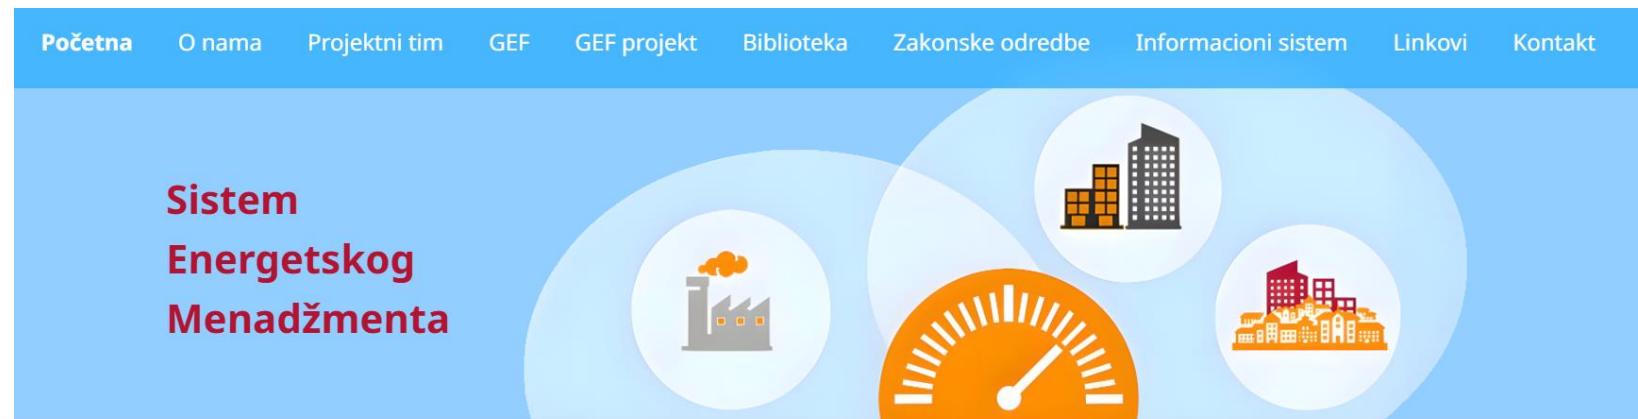 Početna O nama Projektni tim GEF GEF projekt Biblioteka Zakonske odredbe Informacioni sistem Linkovi Kontakt
Sistem
Energetskog
Menadžmenta